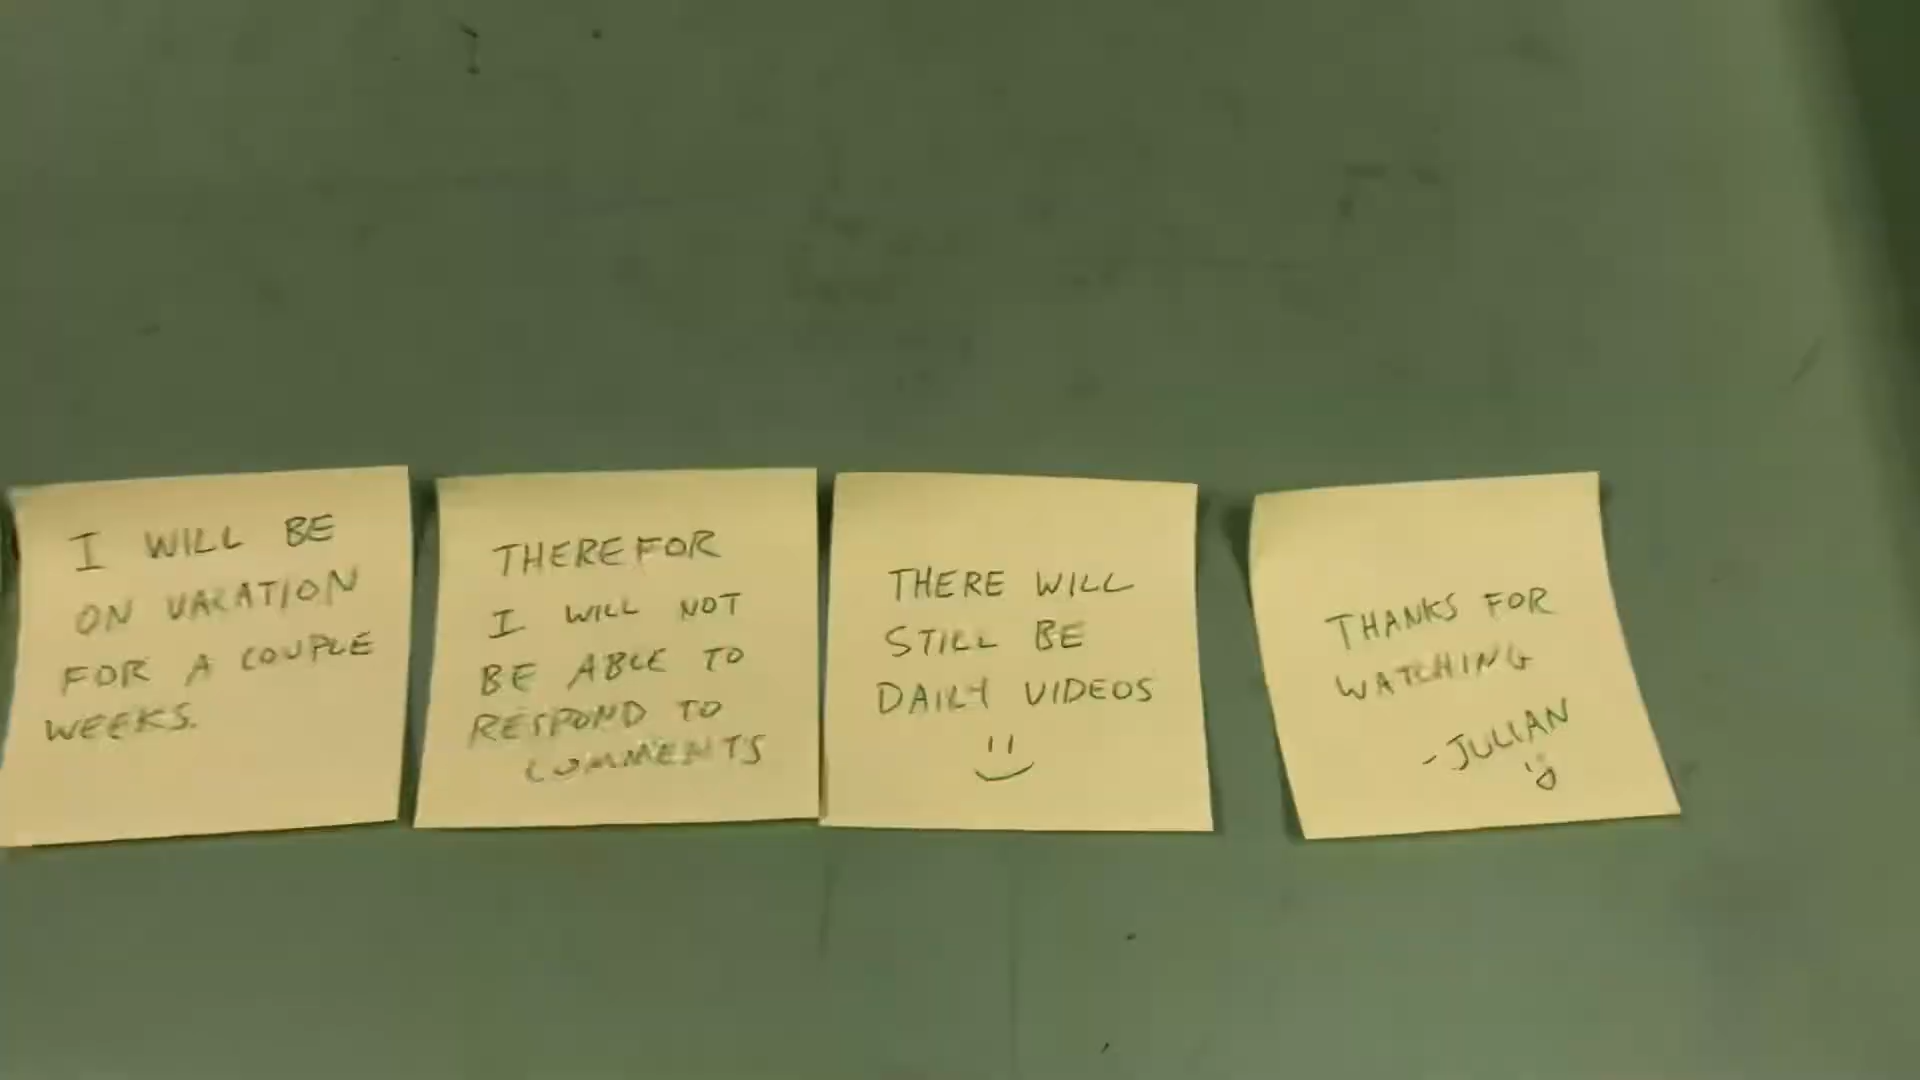 I WILL BE
ON VACATION
FOR A COUPLE
WEEKS.
THEREFOR
I WILL NOT
BE ABLE TO
RESPOND TO
COMMENTS
THERE WILL
STILL BE
DAILY VIDEOS
THANKS FOR
WATCHING
-JULIAN